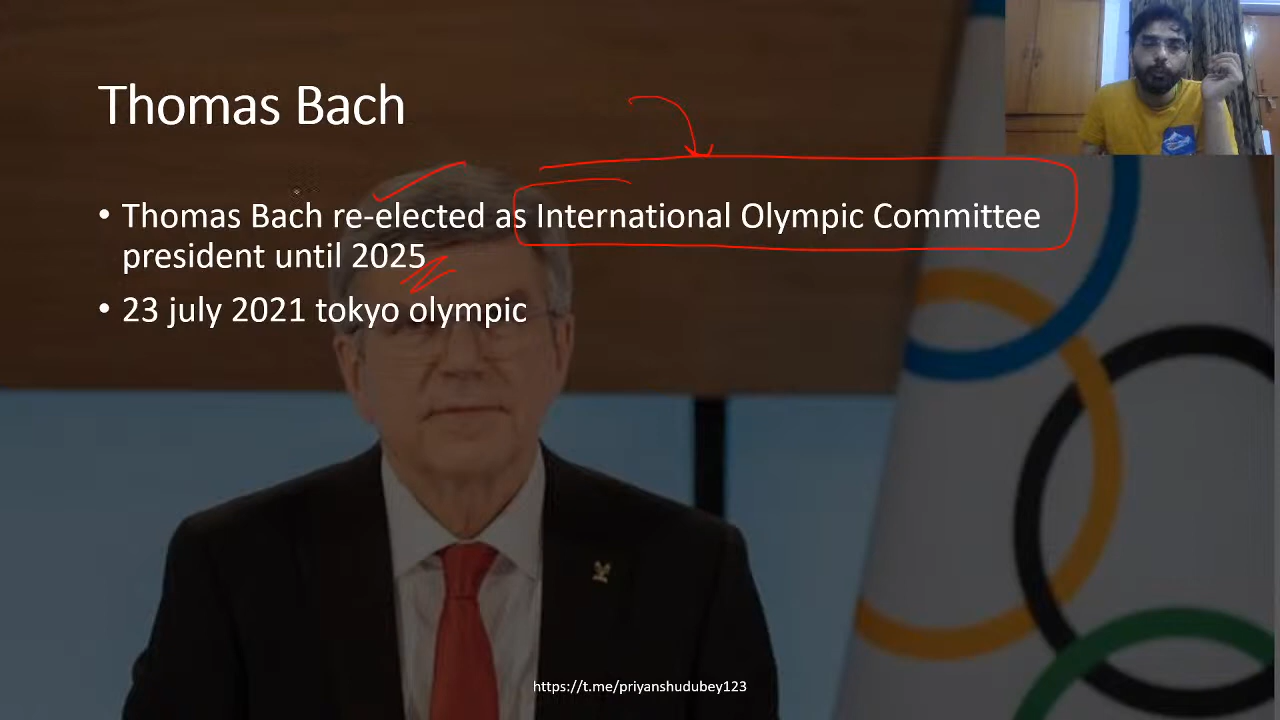 Thomas Bach
• Thomas Bach re-elected as International Olympic Committee
president until 2025
• 23 july 2021 tokyo olympic
https://t.me/priyanshudubey123